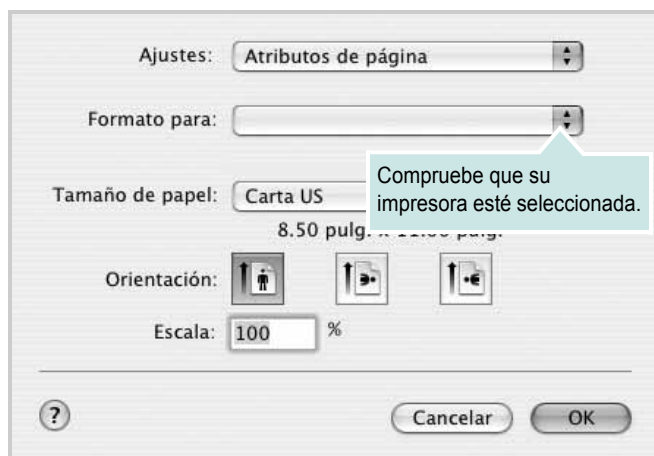 Ajustes: Atributos de página
Formato para:
Compruebe que su
impresora esté seleccionada.
Tamaño de papel: Carta US
8.50 pulg.
Orientación:
Escala: 100 %
? Cancelar OK